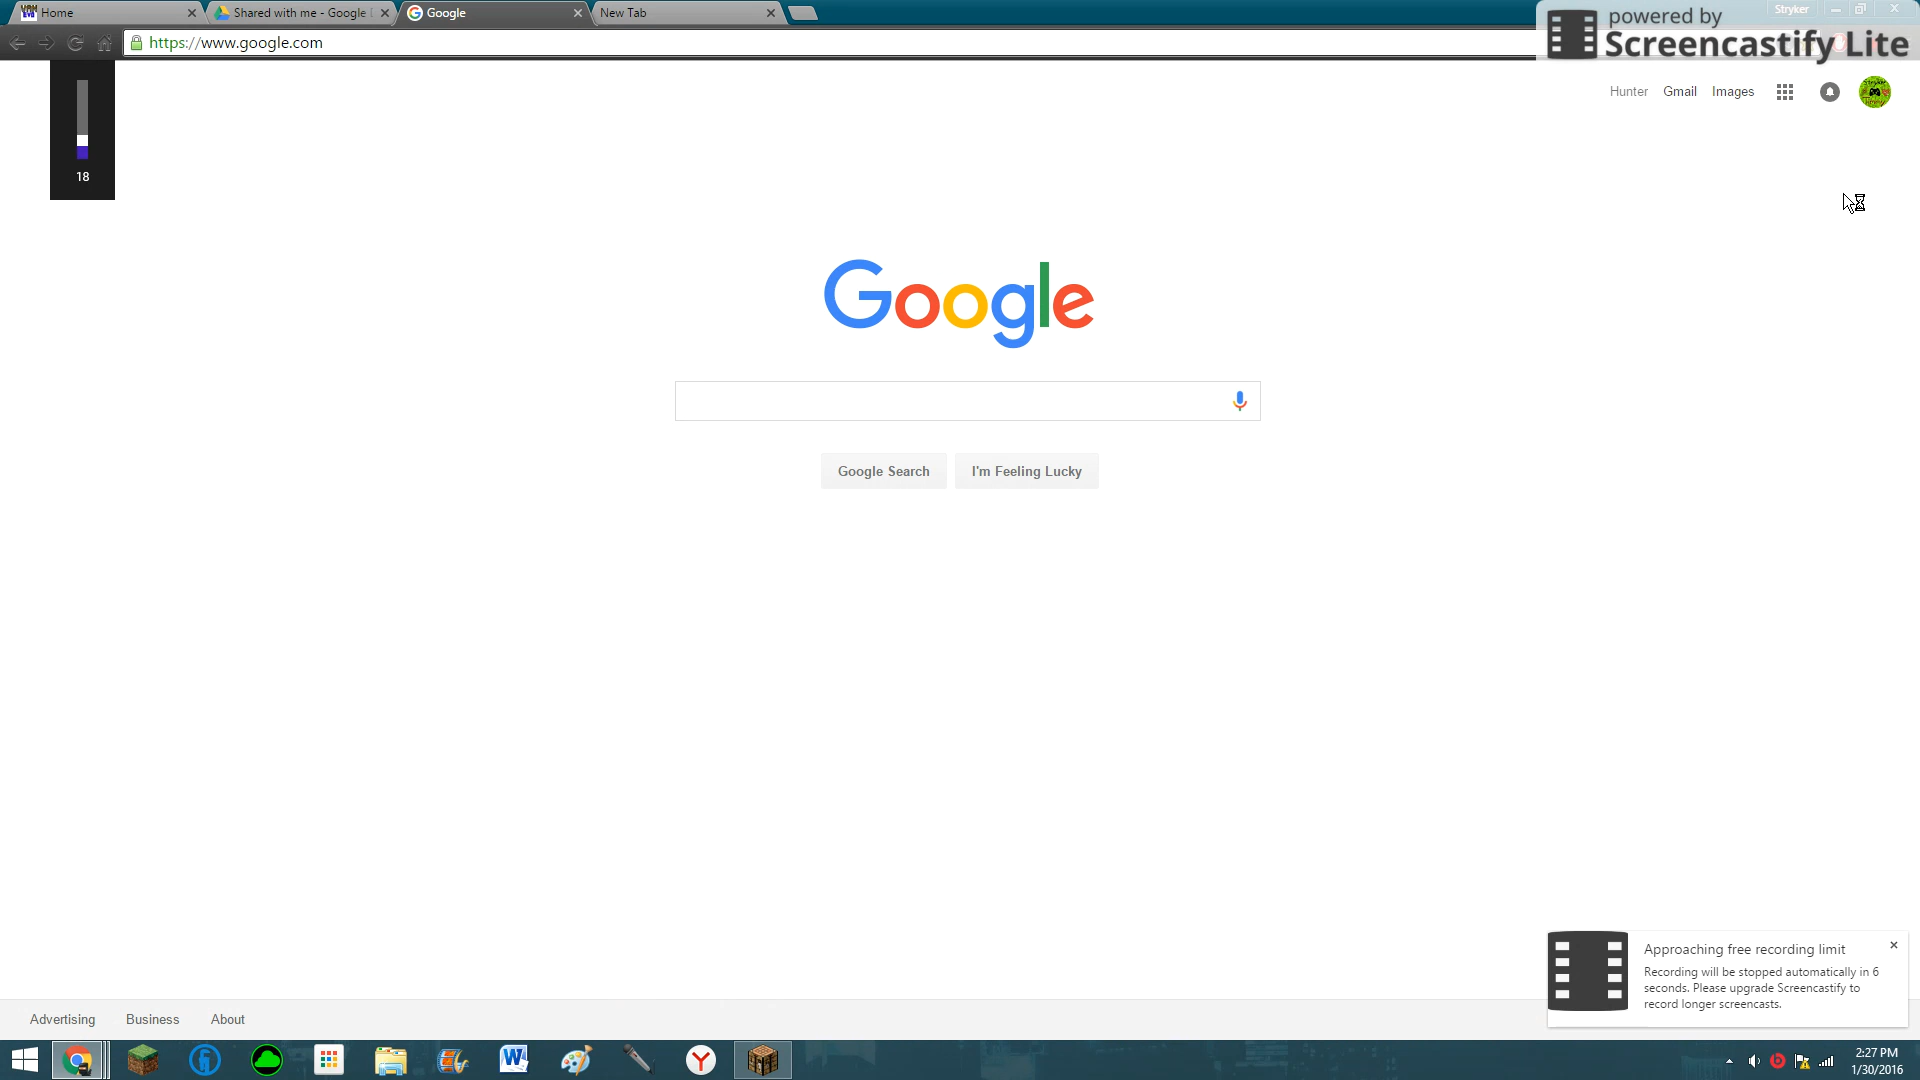 Home
Shared with me - Google
Google
New Tab
Stryker
https://www.google.com
powered by
Screencastify Lite
Hunter Gmail Images
18
Google
Google Search
I'm Feeling Lucky
Approaching free recording limit
Recording will be stopped automatically in 6
seconds. Please upgrade Screencastify to
record longer screencasts.
Advertising Business About
2:27 PM
1/30/2016